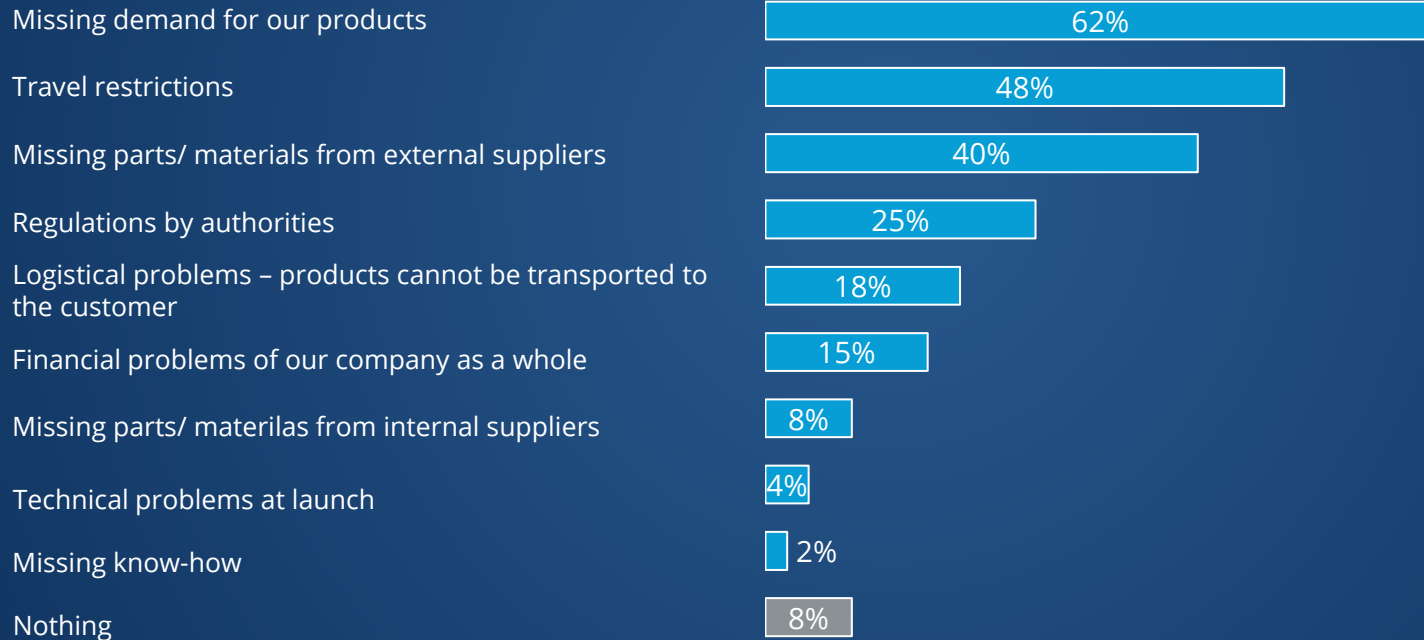 Missing demand for our products 62%
Travel restrictions 48%
Missing parts/ materials from external suppliers 40%
Regulations by authorities 25%
Logistical problems – products cannot be transported to
the customer 18%
Financial problems of our company as a whole 15%
Missing parts/ materilas from internal suppliers 8%
Technical problems at launch 4%
Missing know-how 2%
Nothing 8%